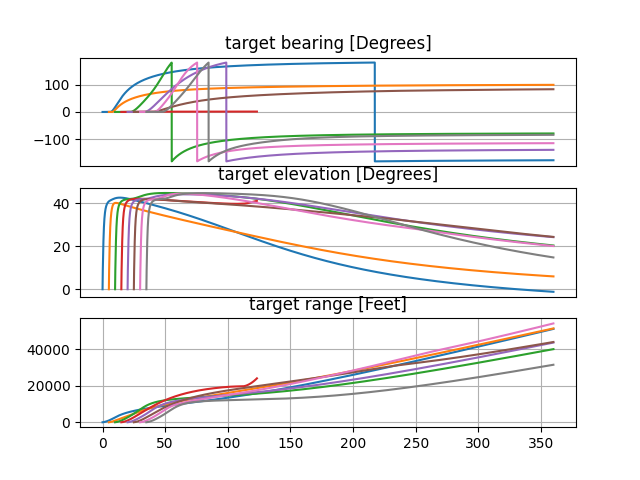 target bearing [Degrees]
100
0
−100
target elevation [Degrees]
40
20
0
target range [Feet]
40000
20000
0
0 50 100 150 200 250 300 350